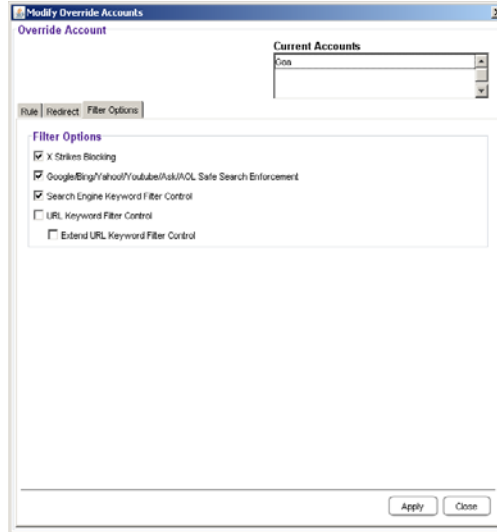 Modify Override Accounts
Override Account
Current Accounts
Goa
Rule Redirect Filter Options
Filter Options
X Strikes Blocking
Google/Bing/Yahoo!/Youtube/Ask/AOL Safe Search Enforcement
Search Engine Keyword Filter Control
URL Keyword Filter Control
Extend URL Keyword Filter Control
Apply Close